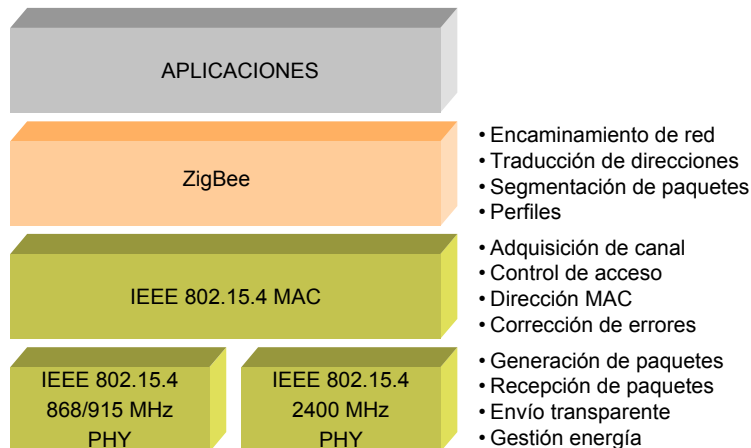 APLICACIONES
ZigBee
• Encaminamiento de red
• Traducción de direcciones
• Segmentación de paquetes
• Perfiles
IEEE 802.15.4 MAC
• Adquisición de canal
• Control de acceso
• Dirección MAC
• Corrección de errores
IEEE 802.15.4
868/915 MHz
PHY
IEEE 802.15.4
2400 MHz
PHY
• Generación de paquetes
• Recepción de paquetes
• Envío transparente
• Gestión energía